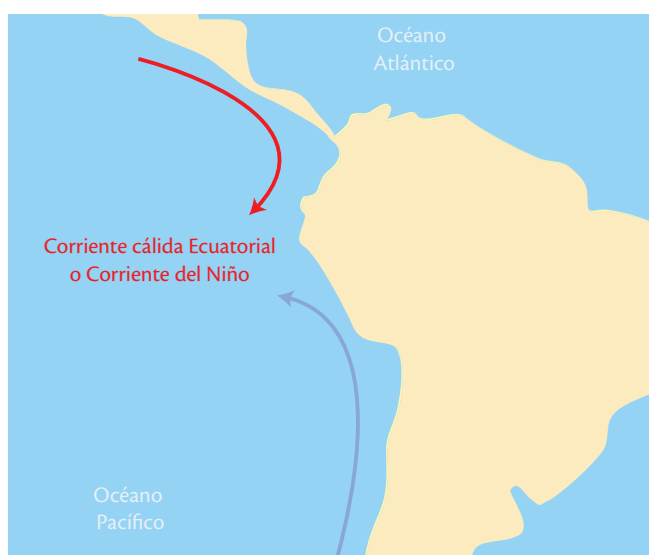 Océano
Atlántico
Corriente cálida Ecuatorial
o Corriente del Niño
Océano
Pacífico